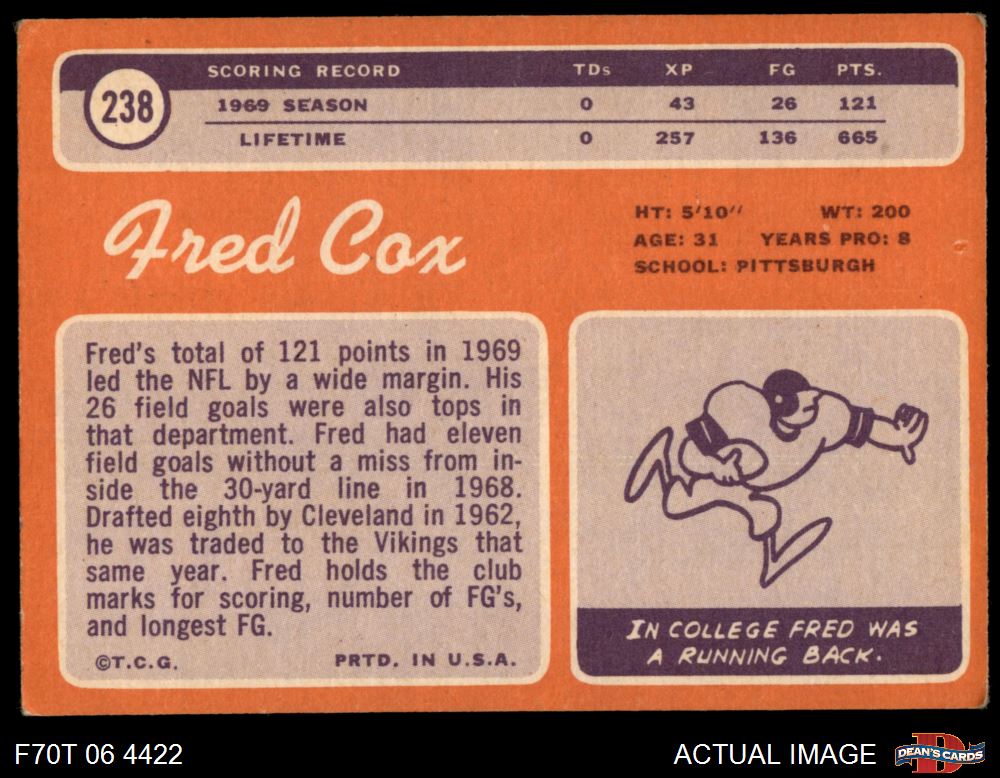 SCORING RECORD TDs XP FG PTS.
238
1969 SEASON 0 43 26 121
LIFETIME 0 257 136 665
Fred Cox
HT: 5'10" WT: 200
AGE: 31 YEARS PRO: 8
SCHOOL: PITTSBURGH
Fred's total of 121 points in 1969
led the NFL by a wide margin. His
26 field goals were also tops in
that department. Fred had eleven
field goals without a miss from in-
side the 30-yard line in 1968.
Drafted eighth by Cleveland in 1962,
he was traded to the Vikings that
same year. Fred holds the club
marks for scoring, number of FG's,
and longest FG.
©T.C.G. PRTD. IN U.S.A.
IN COLLEGE FRED WAS
A RUNNING BACK.
F70T 06 4422
ACTUAL IMAGE
D
DEAN'S CARDS